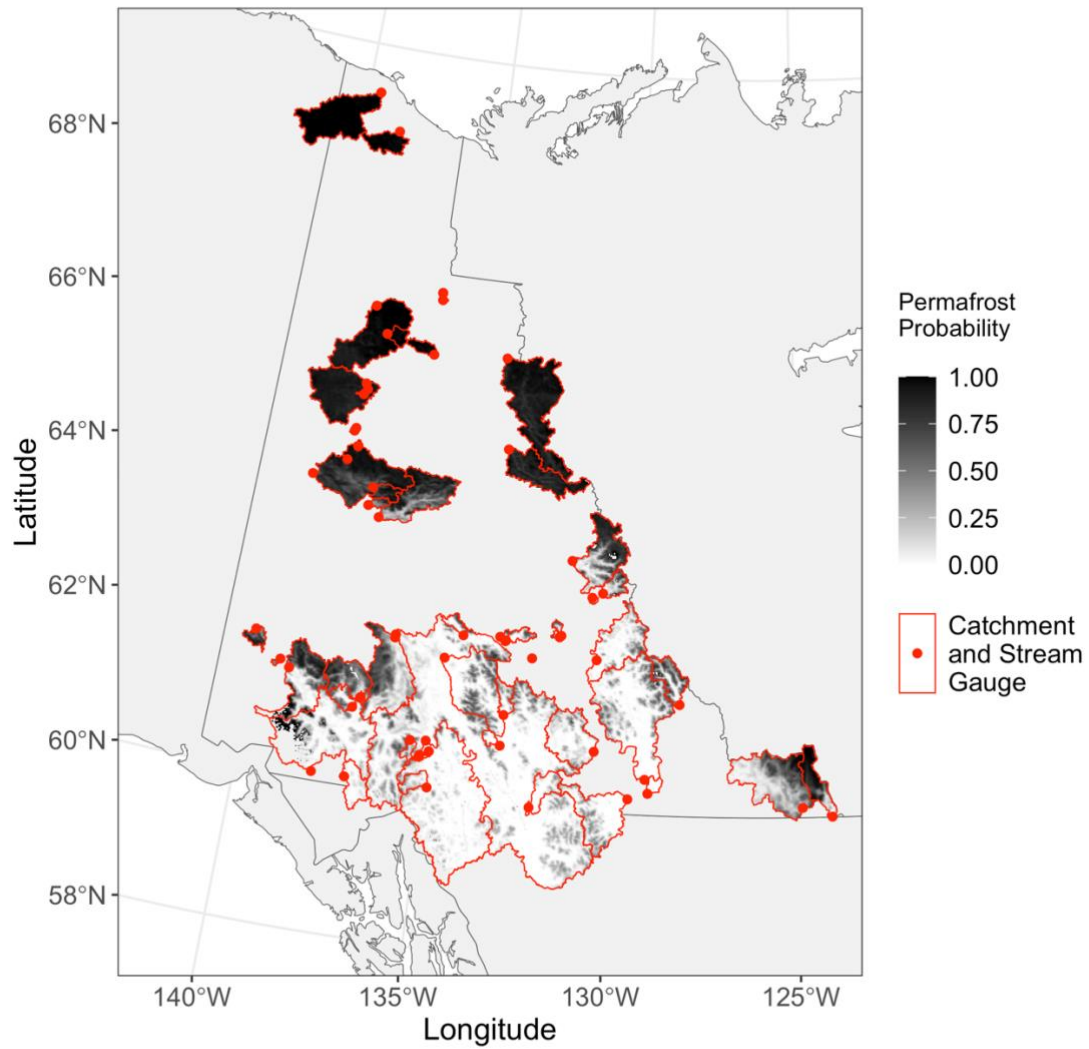 68°N
66°N
64°N
62°N
60°N
58°N
Latitude
140°W
135°W
130°W
125°W
Longitude
Permafrost
Probability
1.00
0.75
0.50
0.25
0.00
Catchment
and Stream
Gauge